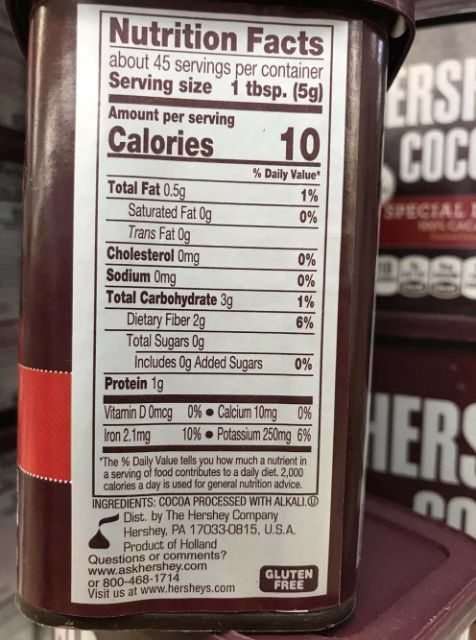 Nutrition Facts
about 45 servings per container
Serving size 1 tbsp. (5g)
Amount per serving
Calories 10
% Daily Value*
Total Fat 0.5g 1%
Saturated Fat 0g 0%
Trans Fat 0g
Cholesterol 0mg 0%
Sodium 0mg 0%
Total Carbohydrate 3g 1%
Dietary Fiber 2g 6%
Total Sugars 0g
Includes 0g Added Sugars 0%
Protein 1g
Vitamin D 0mcg 0% • Calcium 10mg 0%
Iron 2.1mg 10% • Potassium 250mg 6%
*The % Daily Value tells you how much a nutrient in
a serving of food contributes to a daily diet. 2,000
calories a day is used for general nutrition advice.
INGREDIENTS: COCOA PROCESSED WITH ALKALI. Ⓤ
Dist. by The Hershey Company
Hershey, PA 17033-0815, U.S.A.
Product of Holland
Questions or comments?
www.askhershey.com
or 800-468-1714
Visit us at www.hersheys.com
GLUTEN
FREE
ERSH
COC
SPECIAL
HERS